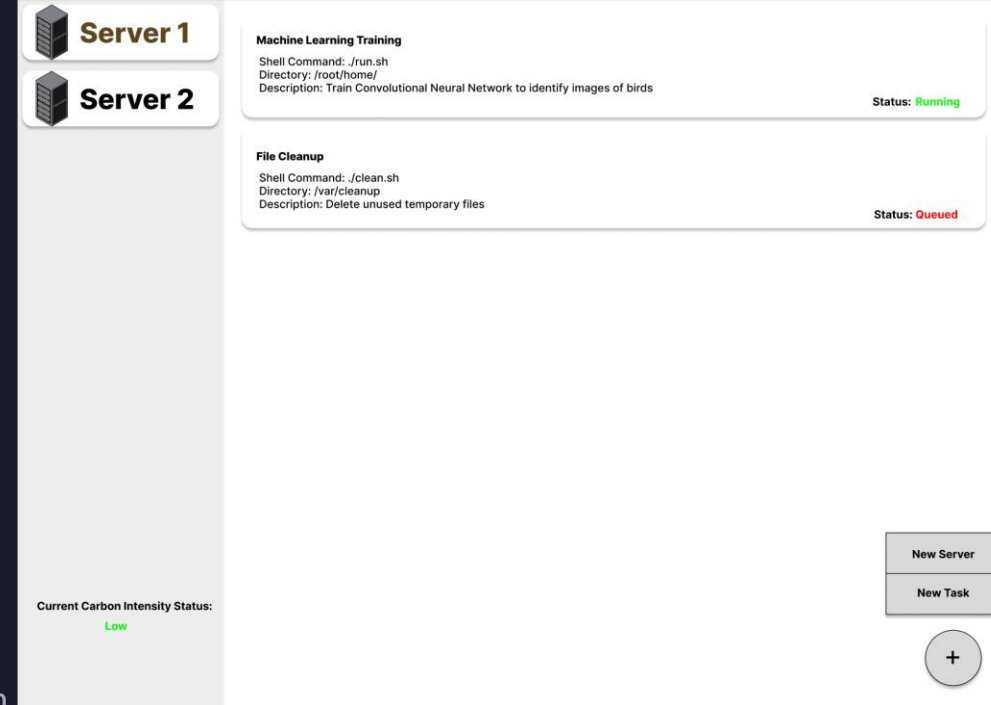 Server 1
Server 2
Current Carbon Intensity Status:
Low
Machine Learning Training
Shell Command: ./run.sh
Directory: /root/home/
Description: Train Convolutional Neural Network to identify images of birds
Status: Running
File Cleanup
Shell Command: ./clean.sh
Directory: /var/cleanup
Description: Delete unused temporary files
Status: Queued
New Server
New Task
+